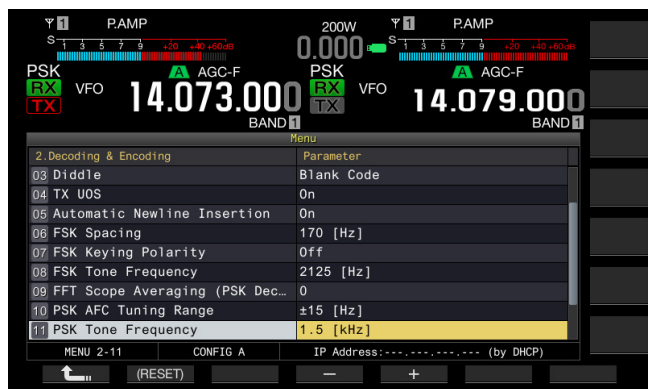 1 P.AMP 200W 1 P.AMP
S 1 3 5 7 9 +20 +40 +60dB 0.000 S 1 3 5 7 9 +20 +40 +60dB
PSK A AGC-F PSK A AGC-F
RX VFO 14.073.000 RX VFO 14.079.000
TX TX
BAND 1 BAND 1
Menu
2.Decoding & Encoding Parameter
03 Diddle Blank Code
04 TX UOS On
05 Automatic Newline Insertion On
06 FSK Spacing 170 [Hz]
07 FSK Keying Polarity Off
08 FSK Tone Frequency 2125 [Hz]
09 FFT Scope Averaging (PSK Dec... 0
10 PSK AFC Tuning Range ±15 [Hz]
11 PSK Tone Frequency 1.5 [kHz]
MENU 2-11 CONFIG A IP Address:---.---.---.--- (by DHCP)
(RESET) − +